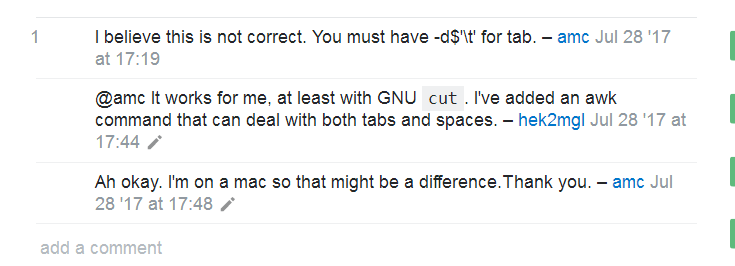 1 I believe this is not correct. You must have -d$'\t' for tab. – amc Jul 28 '17
at 17:19
@amc It works for me, at least with GNU cut . I've added an awk
command that can deal with both tabs and spaces. – hek2mgl Jul 28 '17 at
17:44
Ah okay. I'm on a mac so that might be a difference.Thank you. – amc Jul
28 '17 at 17:48
add a comment